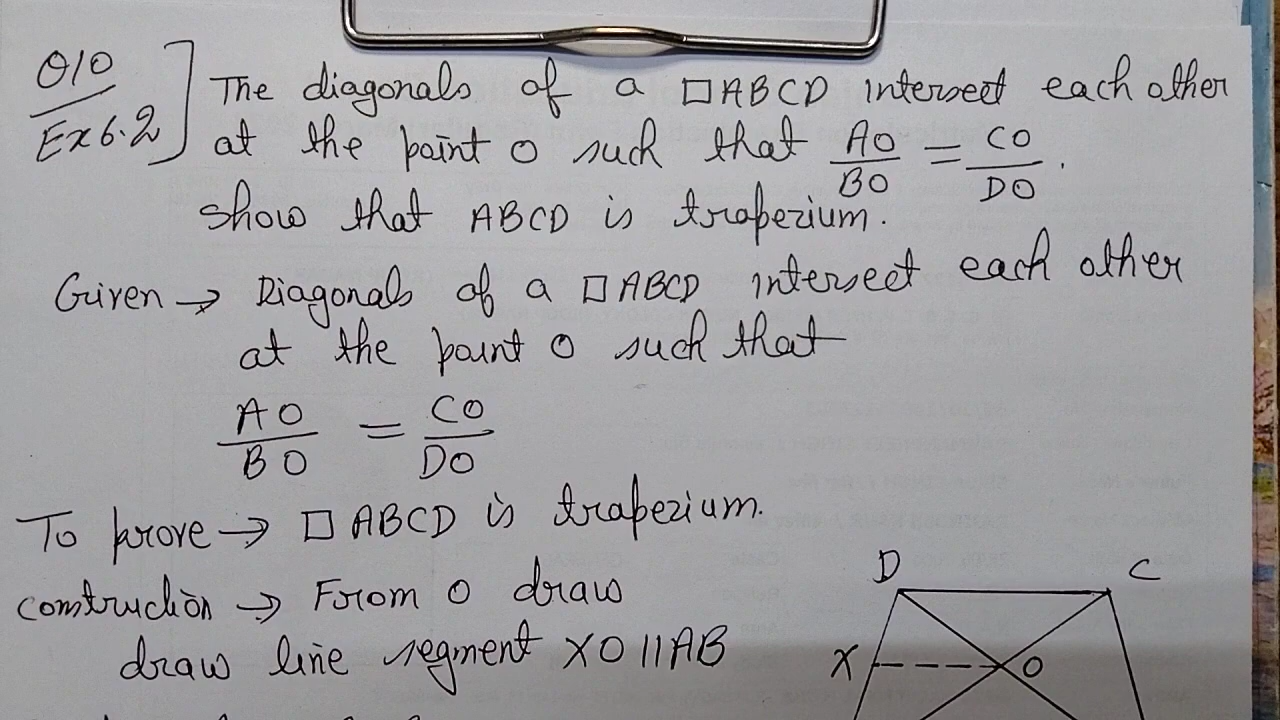 Q10 The diagonals of a □ABCD intersect each other
Ex 6.2 at the point O such that AO/BO = CO/DO.
show that ABCD is trapezium.
Given → Diagonals of a □ABCD intersect each other
at the point O such that
AO/BO = CO/DO
To prove → □ ABCD is trapezium.
construction → From O draw
draw line segment XO||AB
D C
X O